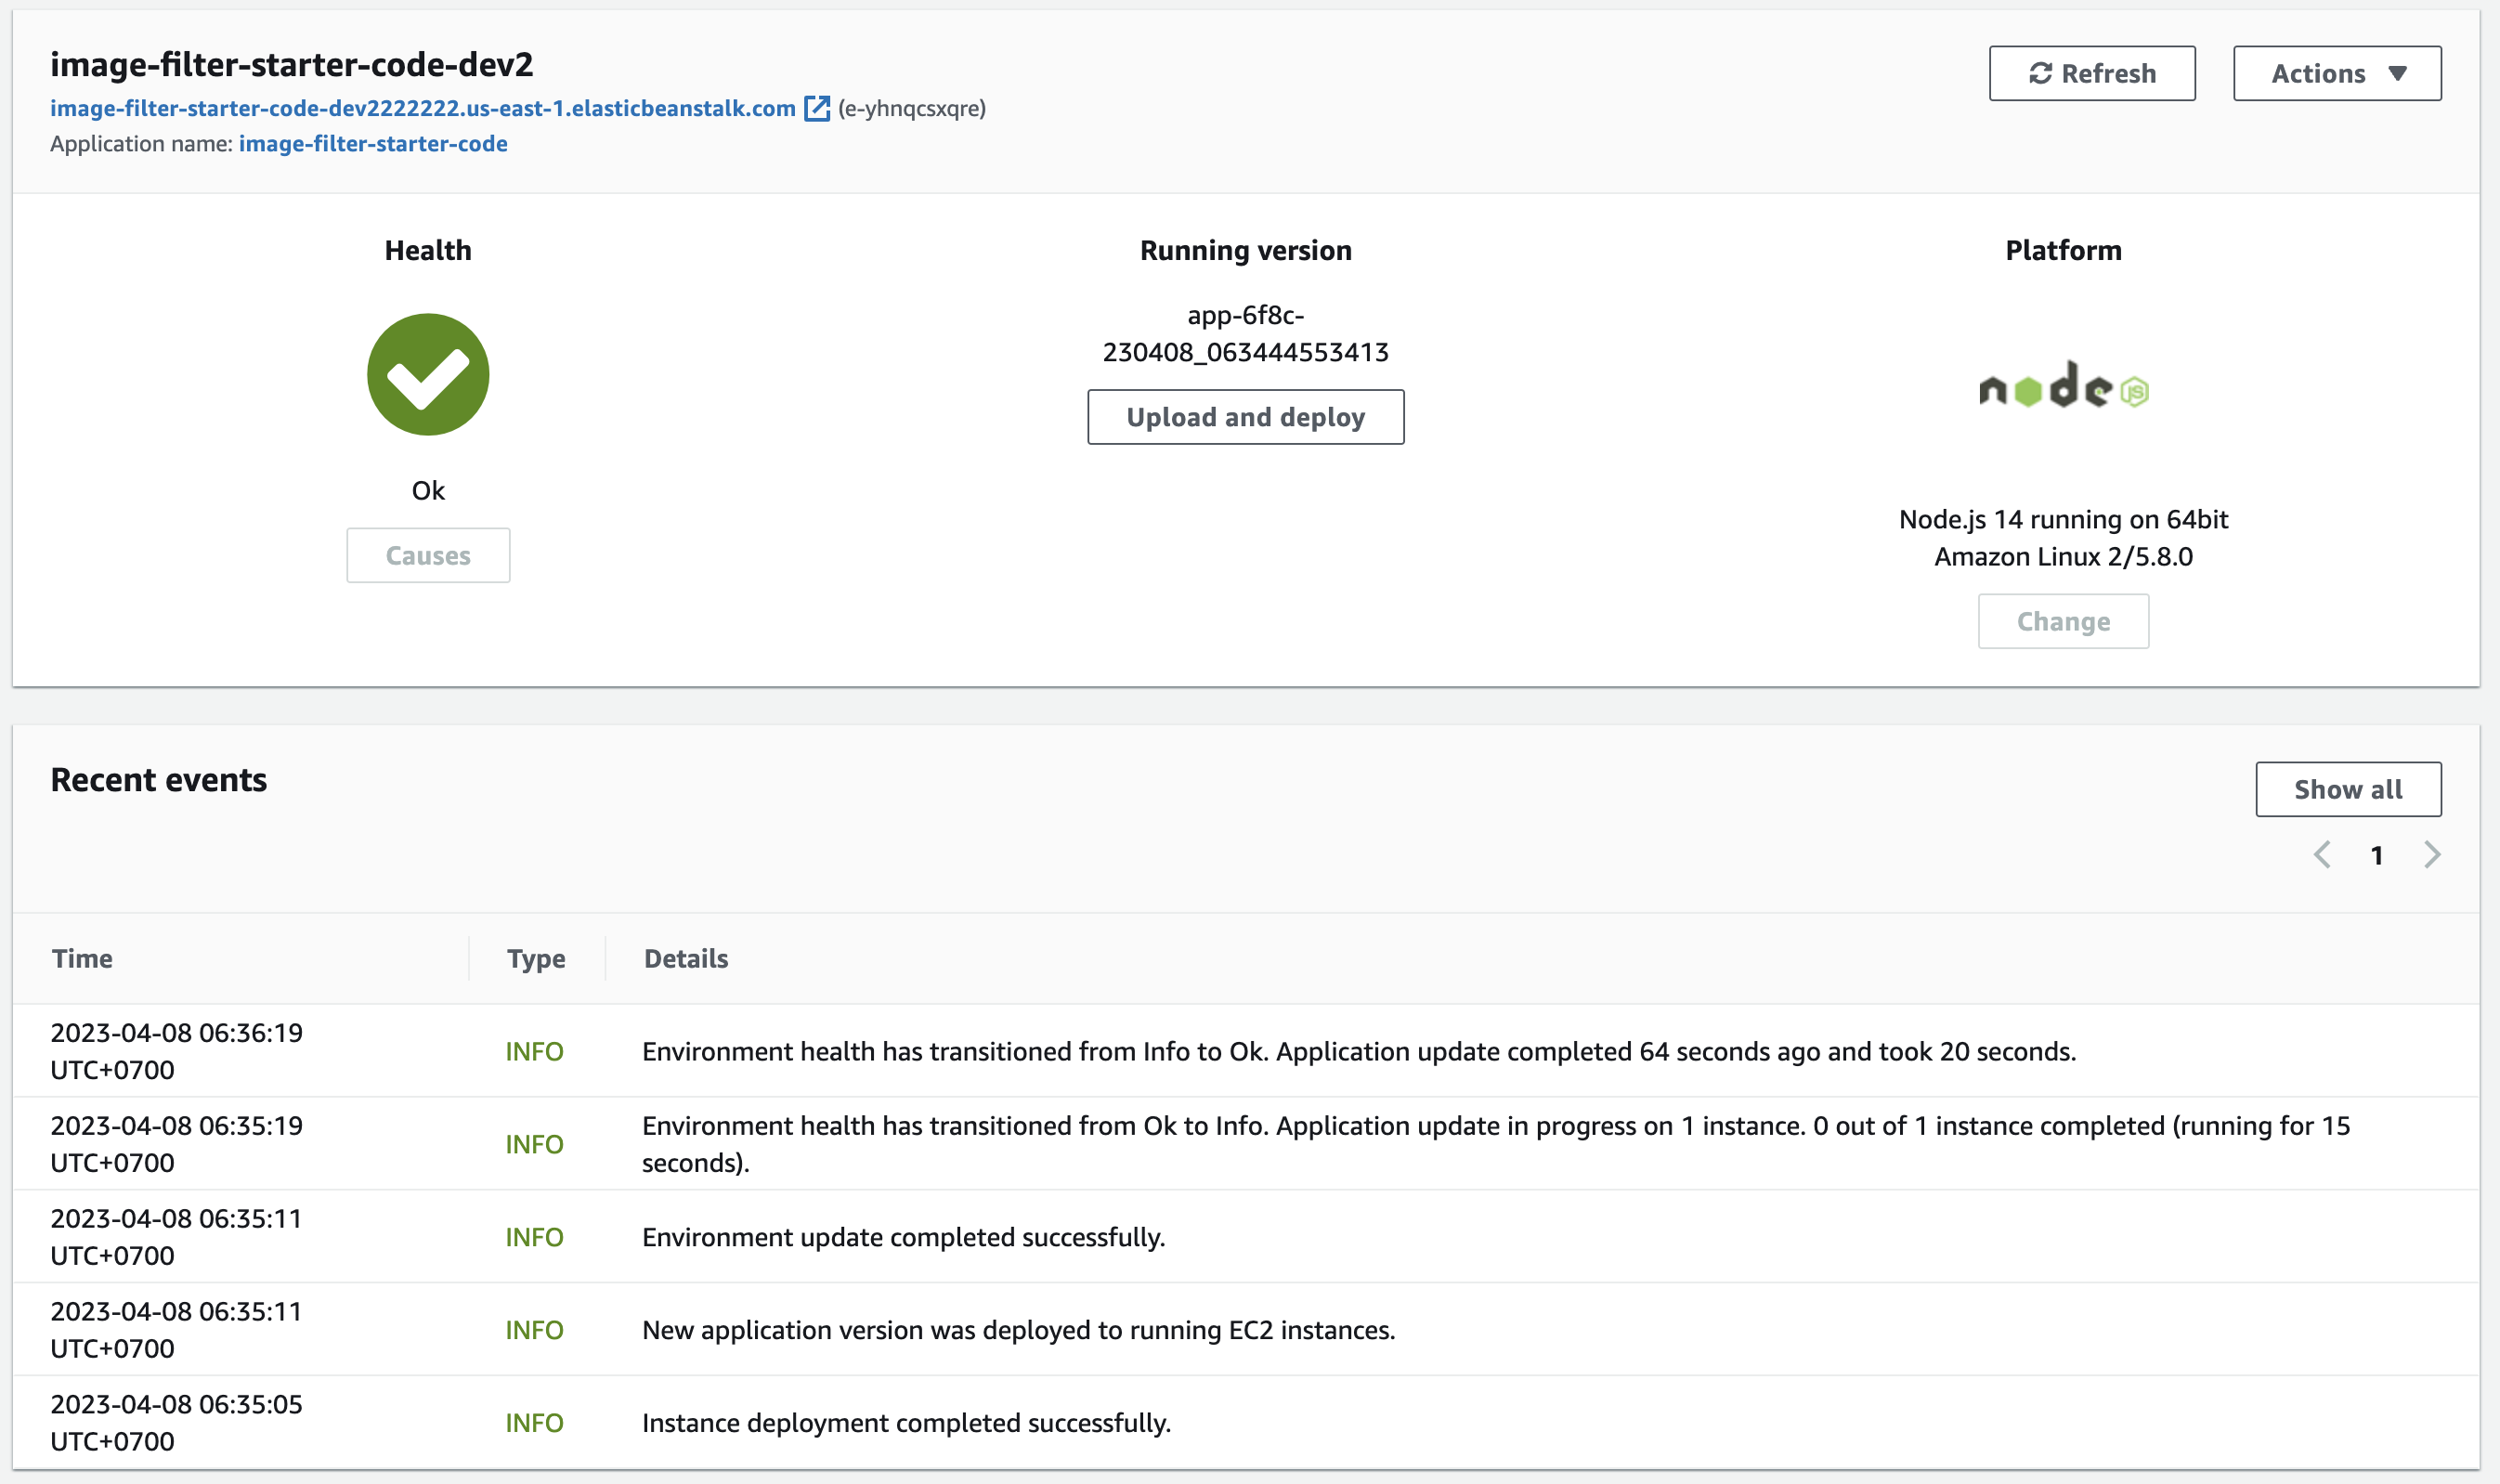 image-filter-starter-code-dev2
Refresh
Actions
image-filter-starter-code-dev2222222.us-east-1.elasticbeanstalk.com (e-yhnqcsxqre)
Application name: image-filter-starter-code
Health
Ok
Causes
Running version
app-6f8c-
230408_063444553413
Upload and deploy
Platform
node JS
Node.js 14 running on 64bit
Amazon Linux 2/5.8.0
Change
Recent events
Show all
1
Time
Type
Details
2023-04-08 06:36:19
UTC+0700
INFO
Environment health has transitioned from Info to Ok. Application update completed 64 seconds ago and took 20 seconds.
2023-04-08 06:35:19
UTC+0700
INFO
Environment health has transitioned from Ok to Info. Application update in progress on 1 instance. 0 out of 1 instance completed (running for 15
seconds).
2023-04-08 06:35:11
UTC+0700
INFO
Environment update completed successfully.
2023-04-08 06:35:11
UTC+0700
INFO
New application version was deployed to running EC2 instances.
2023-04-08 06:35:05
UTC+0700
INFO
Instance deployment completed successfully.